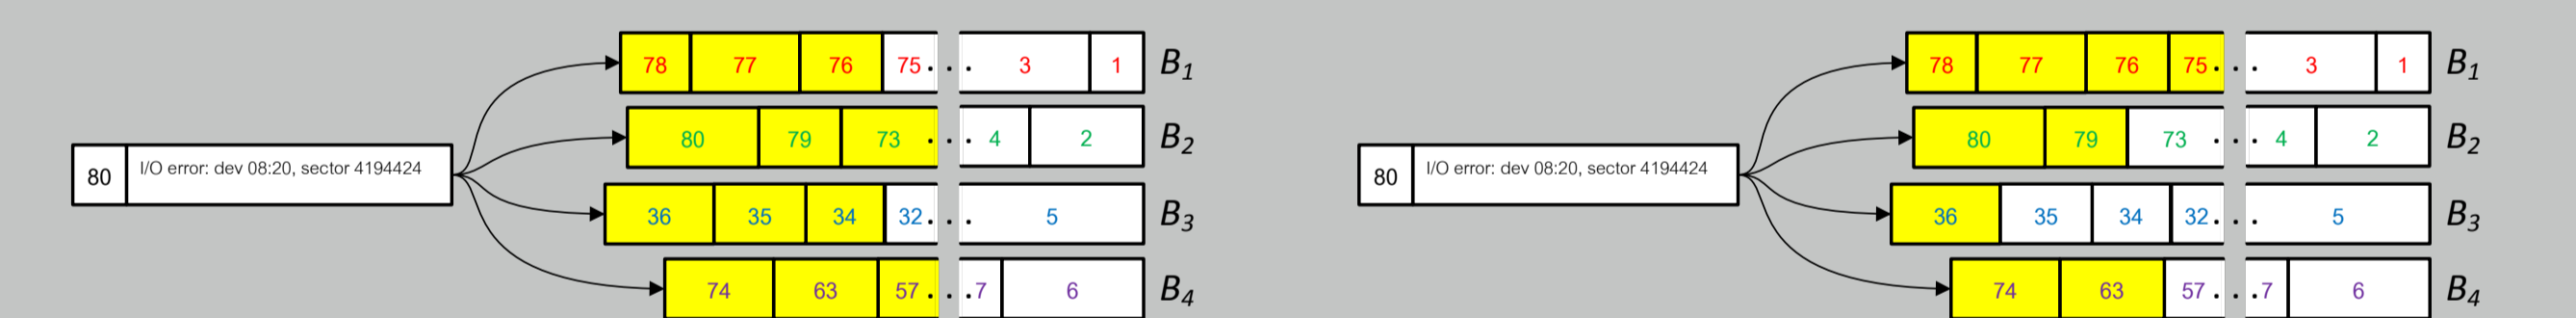 78 77 76 75 . . . 3 1 B1
80 79 73 . . . 4 2 B2
80 I/O error: dev 08:20, sector 4194424
36 35 34 32 . . . 5 B3
74 63 57 . . . 7 6 B4
78 77 76 75 . . . 3 1 B1
80 79 73 . . . 4 2 B2
80 I/O error: dev 08:20, sector 4194424
36 35 34 32 . . . 5 B3
74 63 57 . . . 7 6 B4